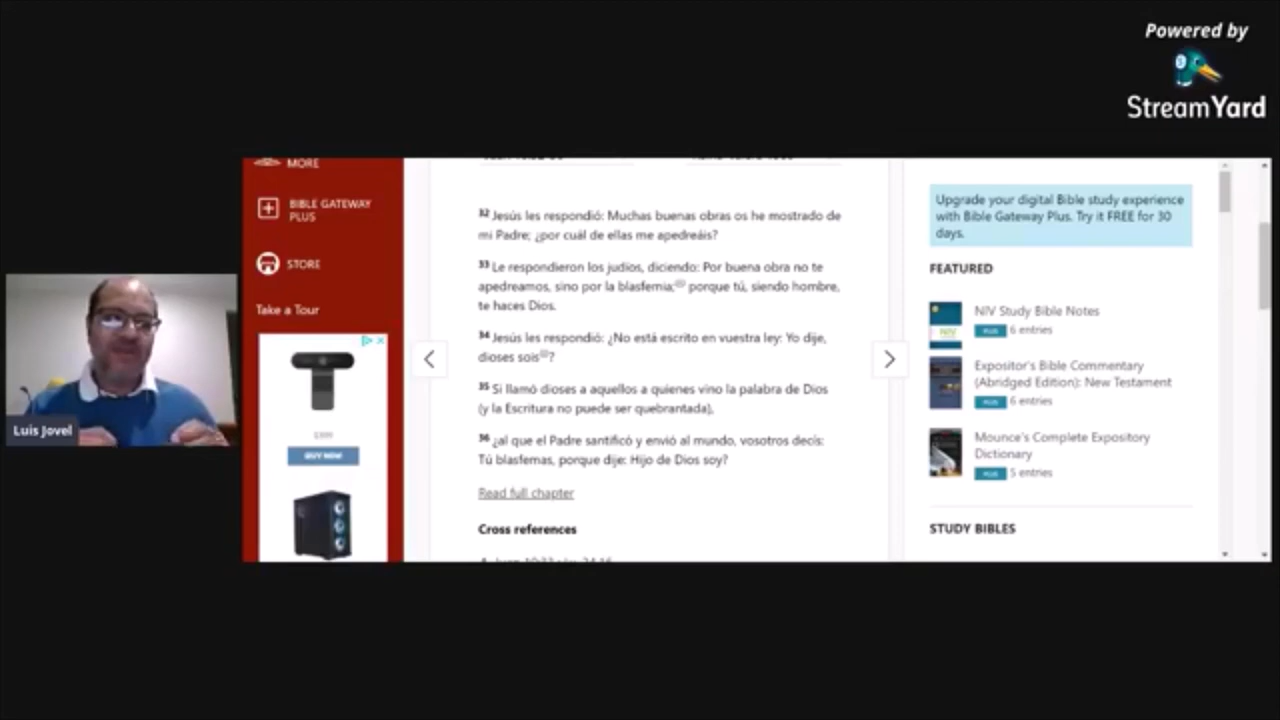 Powered by
StreamYard
MORE
BIBLE GATEWAY
PLUS
STORE
Take a Tour
BUY NOW
Luis Jovel
32 Jesús les respondió: Muchas buenas obras os he mostrado de
mi Padre; ¿por cuál de ellas me apedreáis?
33 Le respondieron los judíos, diciendo: Por buena obra no te
apedreamos, sino por la blasfemia; porque tú, siendo hombre,
te haces Dios.
34 Jesús les respondió: ¿No está escrito en vuestra ley: Yo dije,
dioses sois?
35 Si llamó dioses a aquellos a quienes vino la palabra de Dios
(y la Escritura no puede ser quebrantada),
36 ¿al que el Padre santificó y envió al mundo, vosotros decís:
Tú blasfemas, porque dije: Hijo de Dios soy?
Read full chapter
Cross references
Upgrade your digital Bible study experience
with Bible Gateway Plus. Try it FREE for 30
days.
FEATURED
NIV Study Bible Notes
PLUS 6 entries
Expositor's Bible Commentary
(Abridged Edition): New Testament
PLUS 6 entries
Mounce's Complete Expository
Dictionary
PLUS 5 entries
STUDY BIBLES